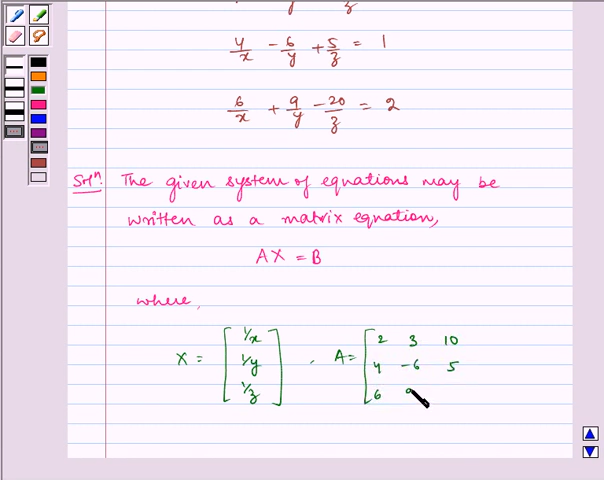 y z
4/x - 6/y + 5/z = 1
6/x + 9/y - 20/z = 2
Solⁿ: The given system of equations may be
written as a matrix equation,
AX = B
where,
X = [1/x 1/y 1/z] , A = [2 3 10
4 -6 5
6 9